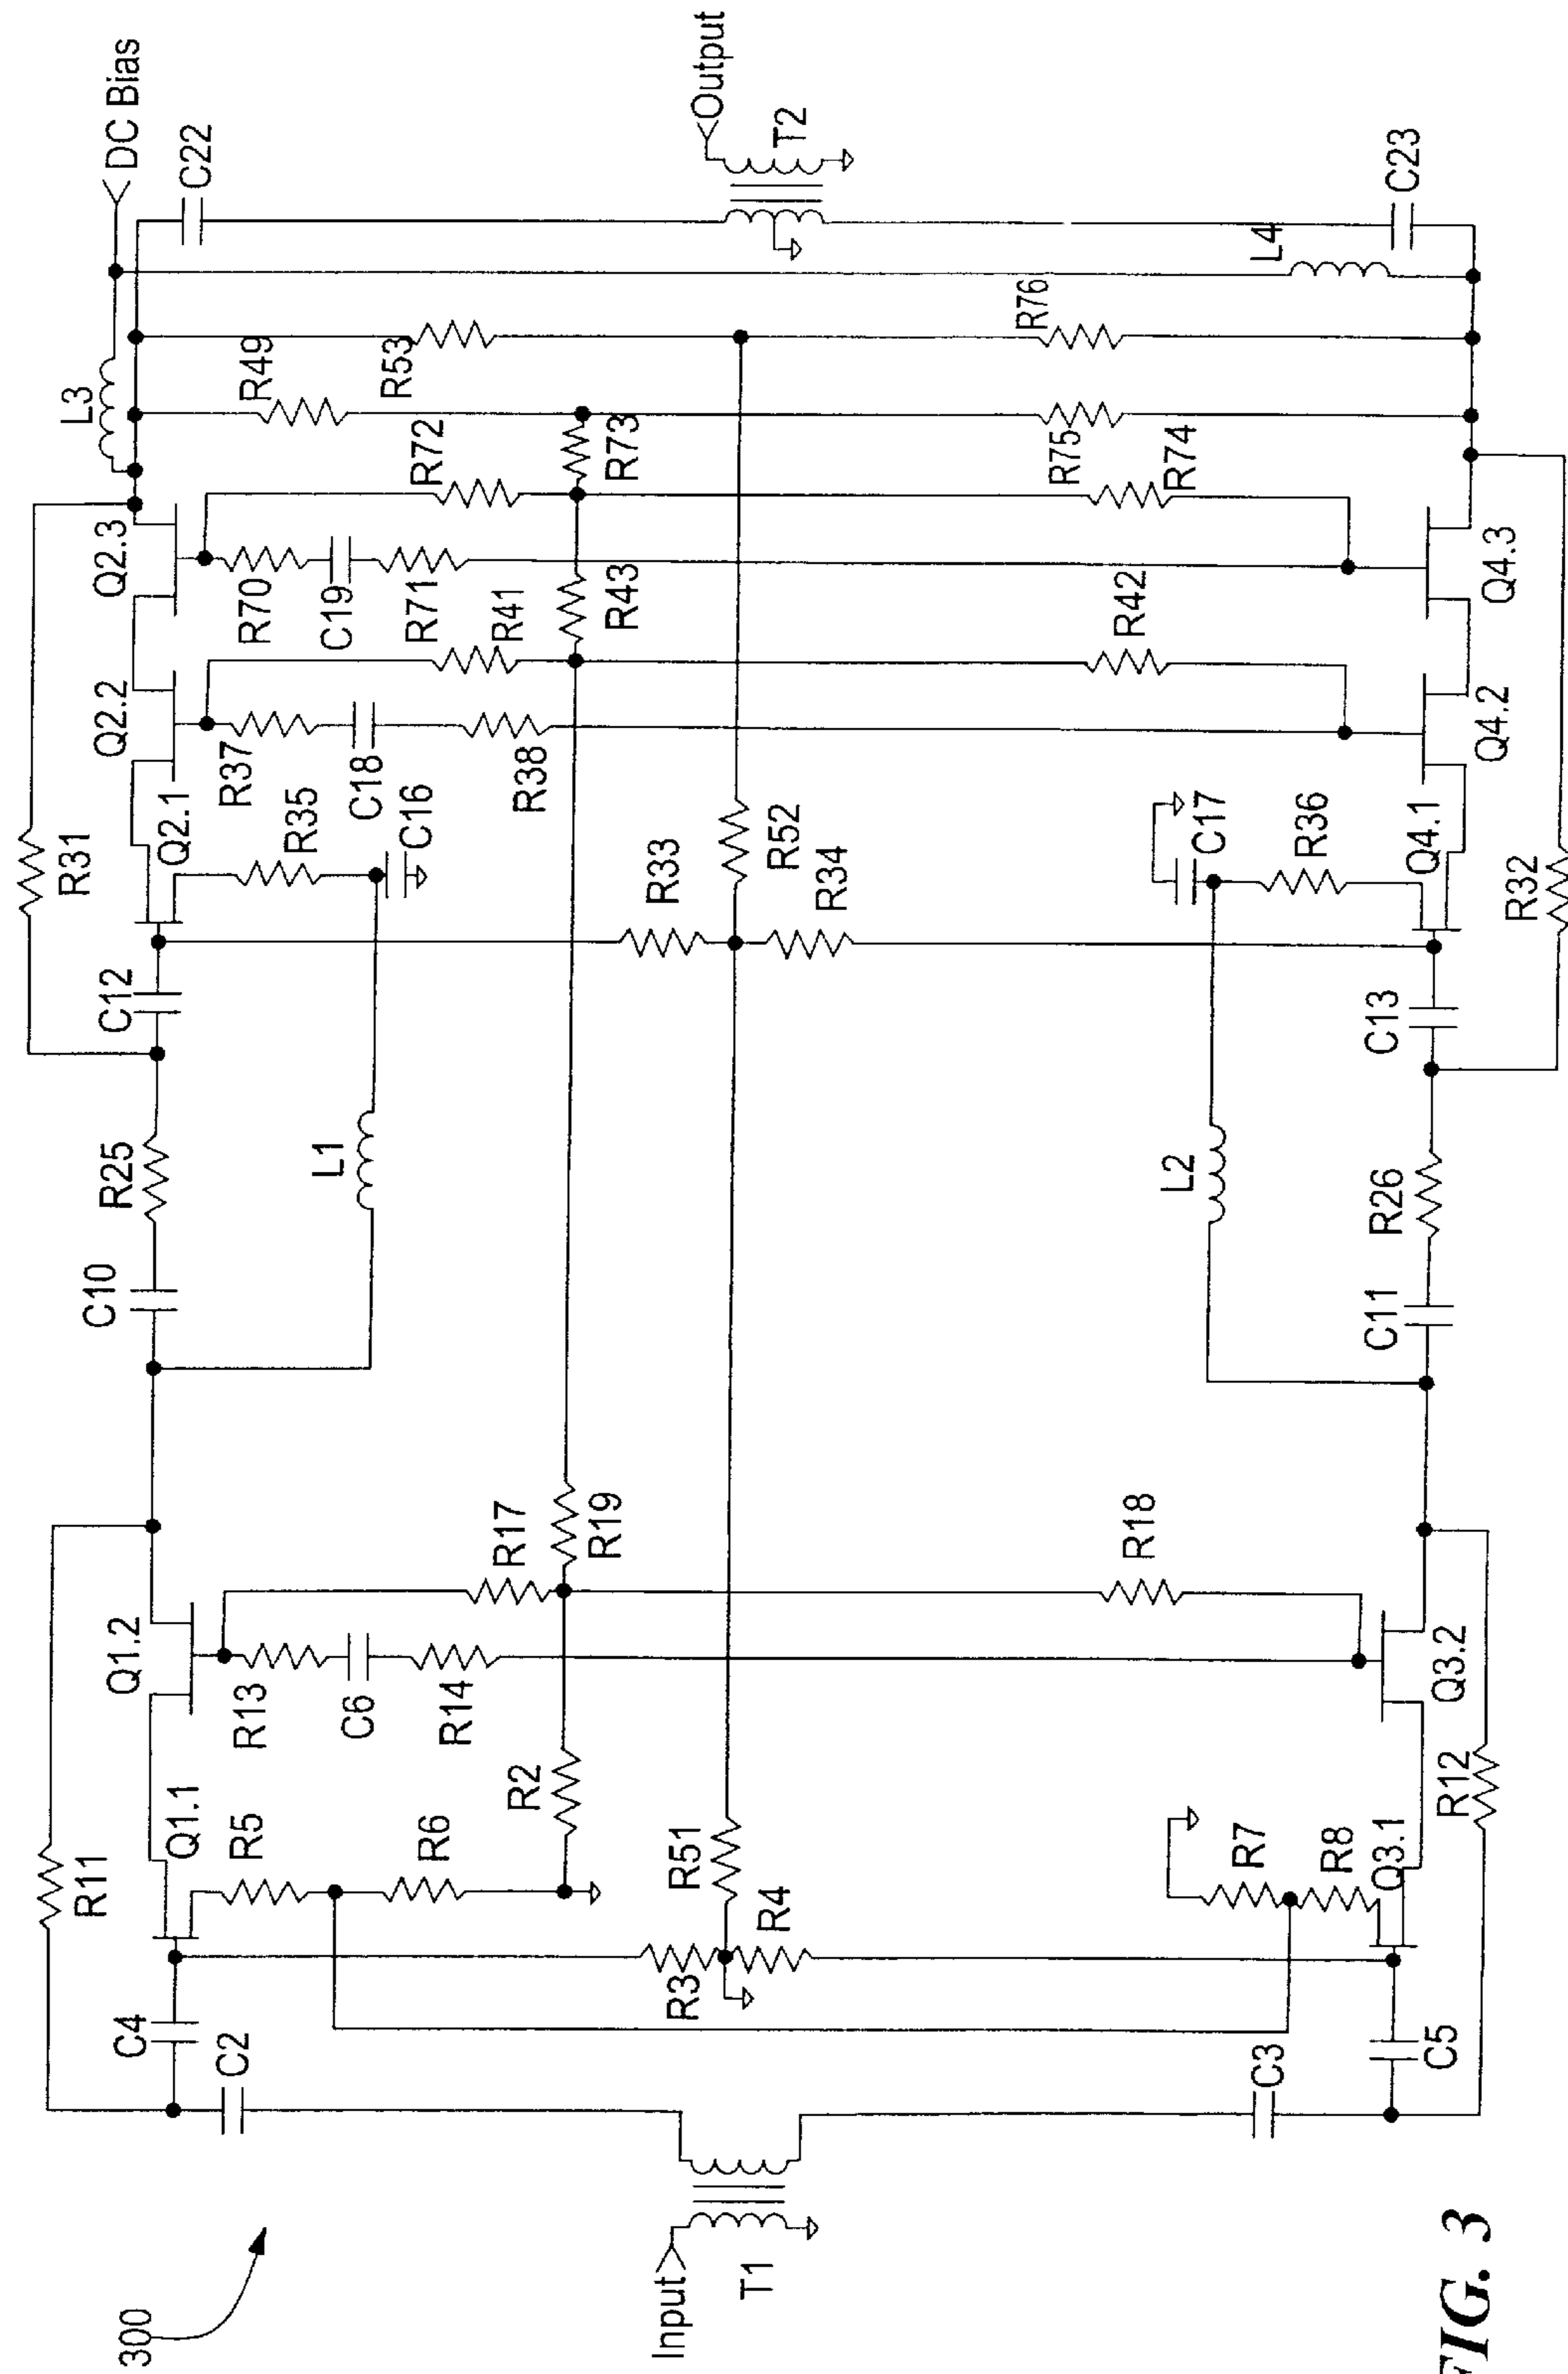 300
Input
T1
C2
C4
R11
Q1.1
R5
R6
R2
R3
R51
R4
C3
C5
R7
R8
Q3.1
R12
Q1.2
R13
C6
R14
R17
R19
R18
Q3.2
C10
R25
C12
L1
L2
C11
R26
C13
R31
Q2.1
R35
C16
R33
R52
R34
C17
R36
Q4.1
R32
Q2.2
R37
C18
R38
Q4.2
Q2.3
R70
C19
R71
R41
R43
R42
Q4.3
R72
R73
R74
R75
L3
R49
R53
R76
L4
DC Bias
C22
Output
T2
C23
FIG. 3